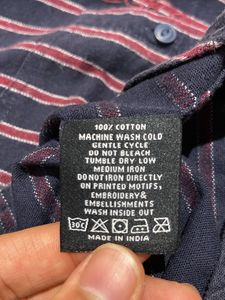 100% COTTON
MACHINE WASH COLD
GENTLE CYCLE
DO NOT BLEACH
TUMBLE DRY LOW
MEDIUM IRON
DO NOT IRON DIRECTLY
ON PRINTED MOTIFS,
EMBROIDERY&
EMBELLISHMENTS
WASH INSIDE OUT
30C
MADE IN INDIA